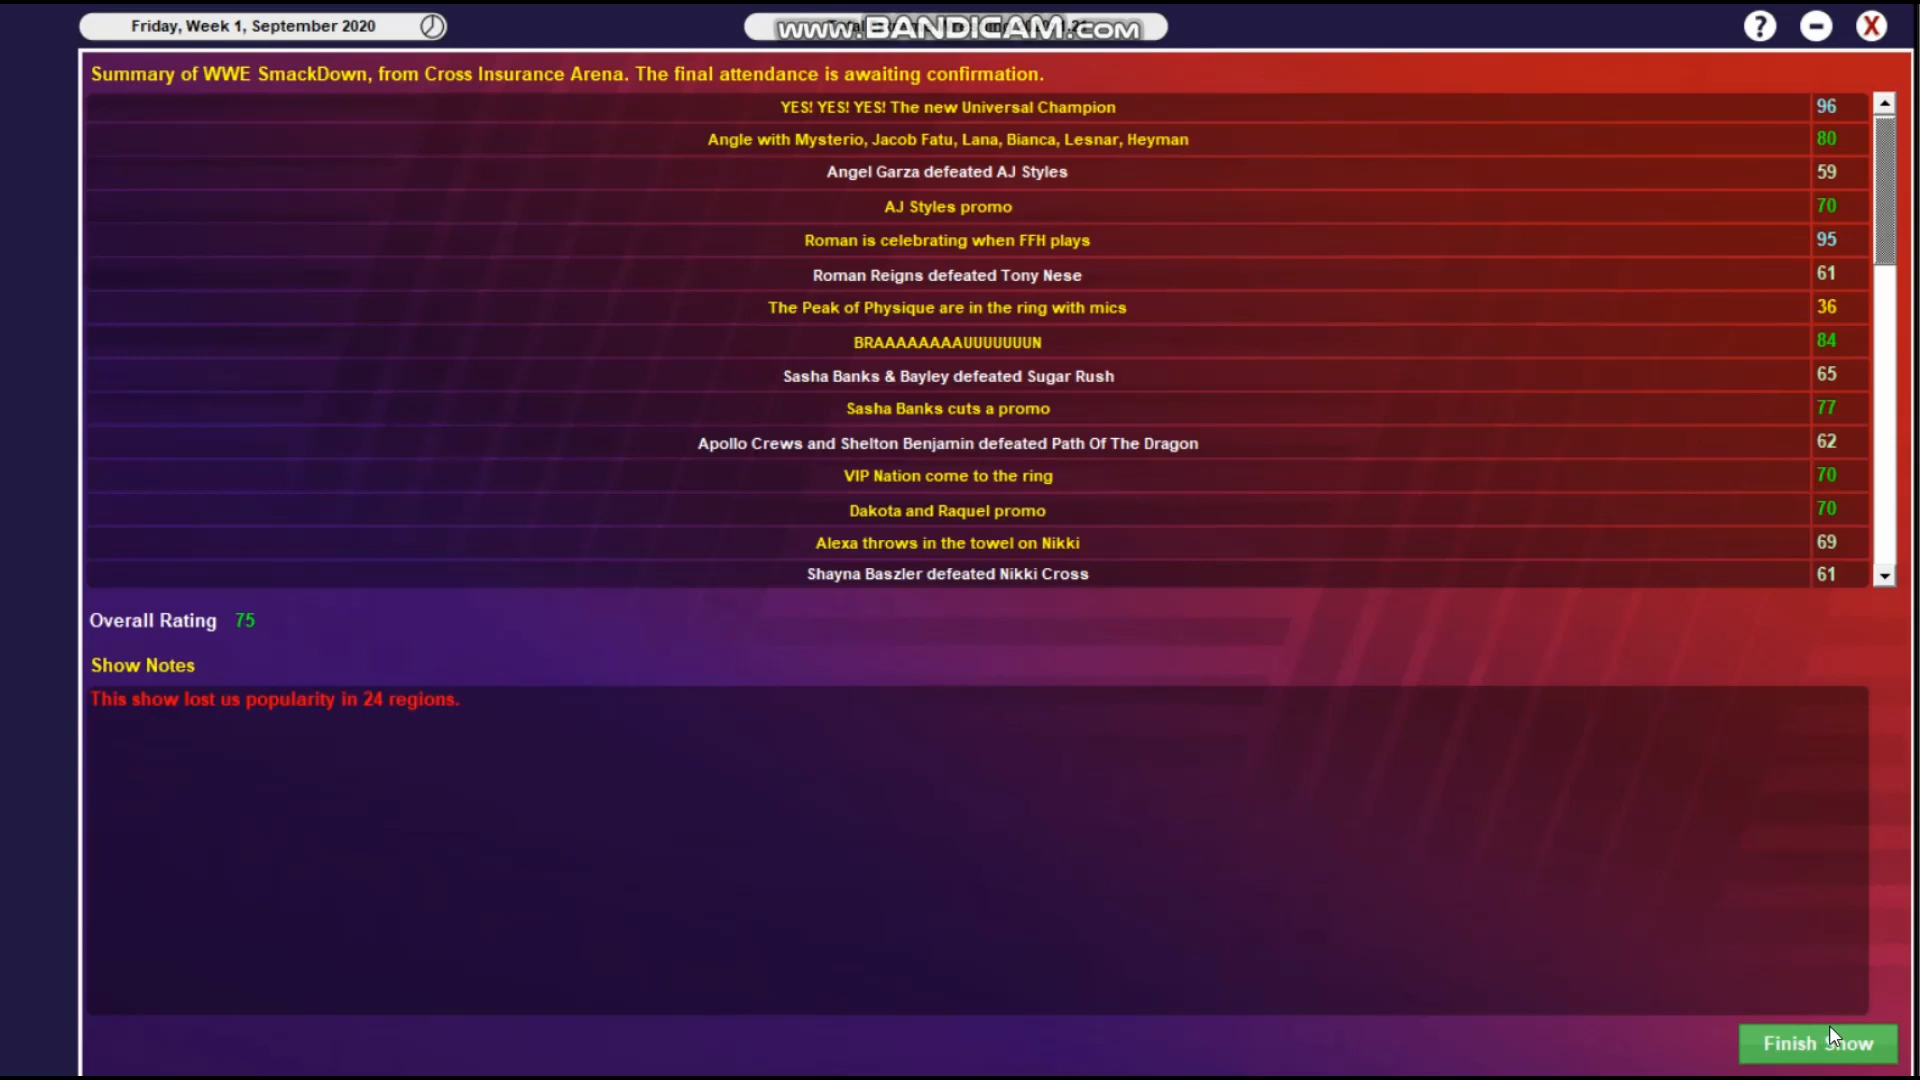 Friday, Week 1, September 2020
www.BANDICAM.com
Summary of WWE SmackDown, from Cross Insurance Arena. The final attendance is awaiting confirmation.
YES! YES! YES! The new Universal Champion 96
Angle with Mysterio, Jacob Fatu, Lana, Bianca, Lesnar, Heyman 80
Angel Garza defeated AJ Styles 59
AJ Styles promo 70
Roman is celebrating when FFH plays 95
Roman Reigns defeated Tony Nese 61
The Peak of Physique are in the ring with mics 36
BRAAAAAAAAUUUUUUUN 84
Sasha Banks & Bayley defeated Sugar Rush 65
Sasha Banks cuts a promo 77
Apollo Crews and Shelton Benjamin defeated Path Of The Dragon 62
VIP Nation come to the ring 70
Dakota and Raquel promo 70
Alexa throws in the towel on Nikki 69
Shayna Baszler defeated Nikki Cross 61
Overall Rating 75
Show Notes
This show lost us popularity in 24 regions.
Finish Show